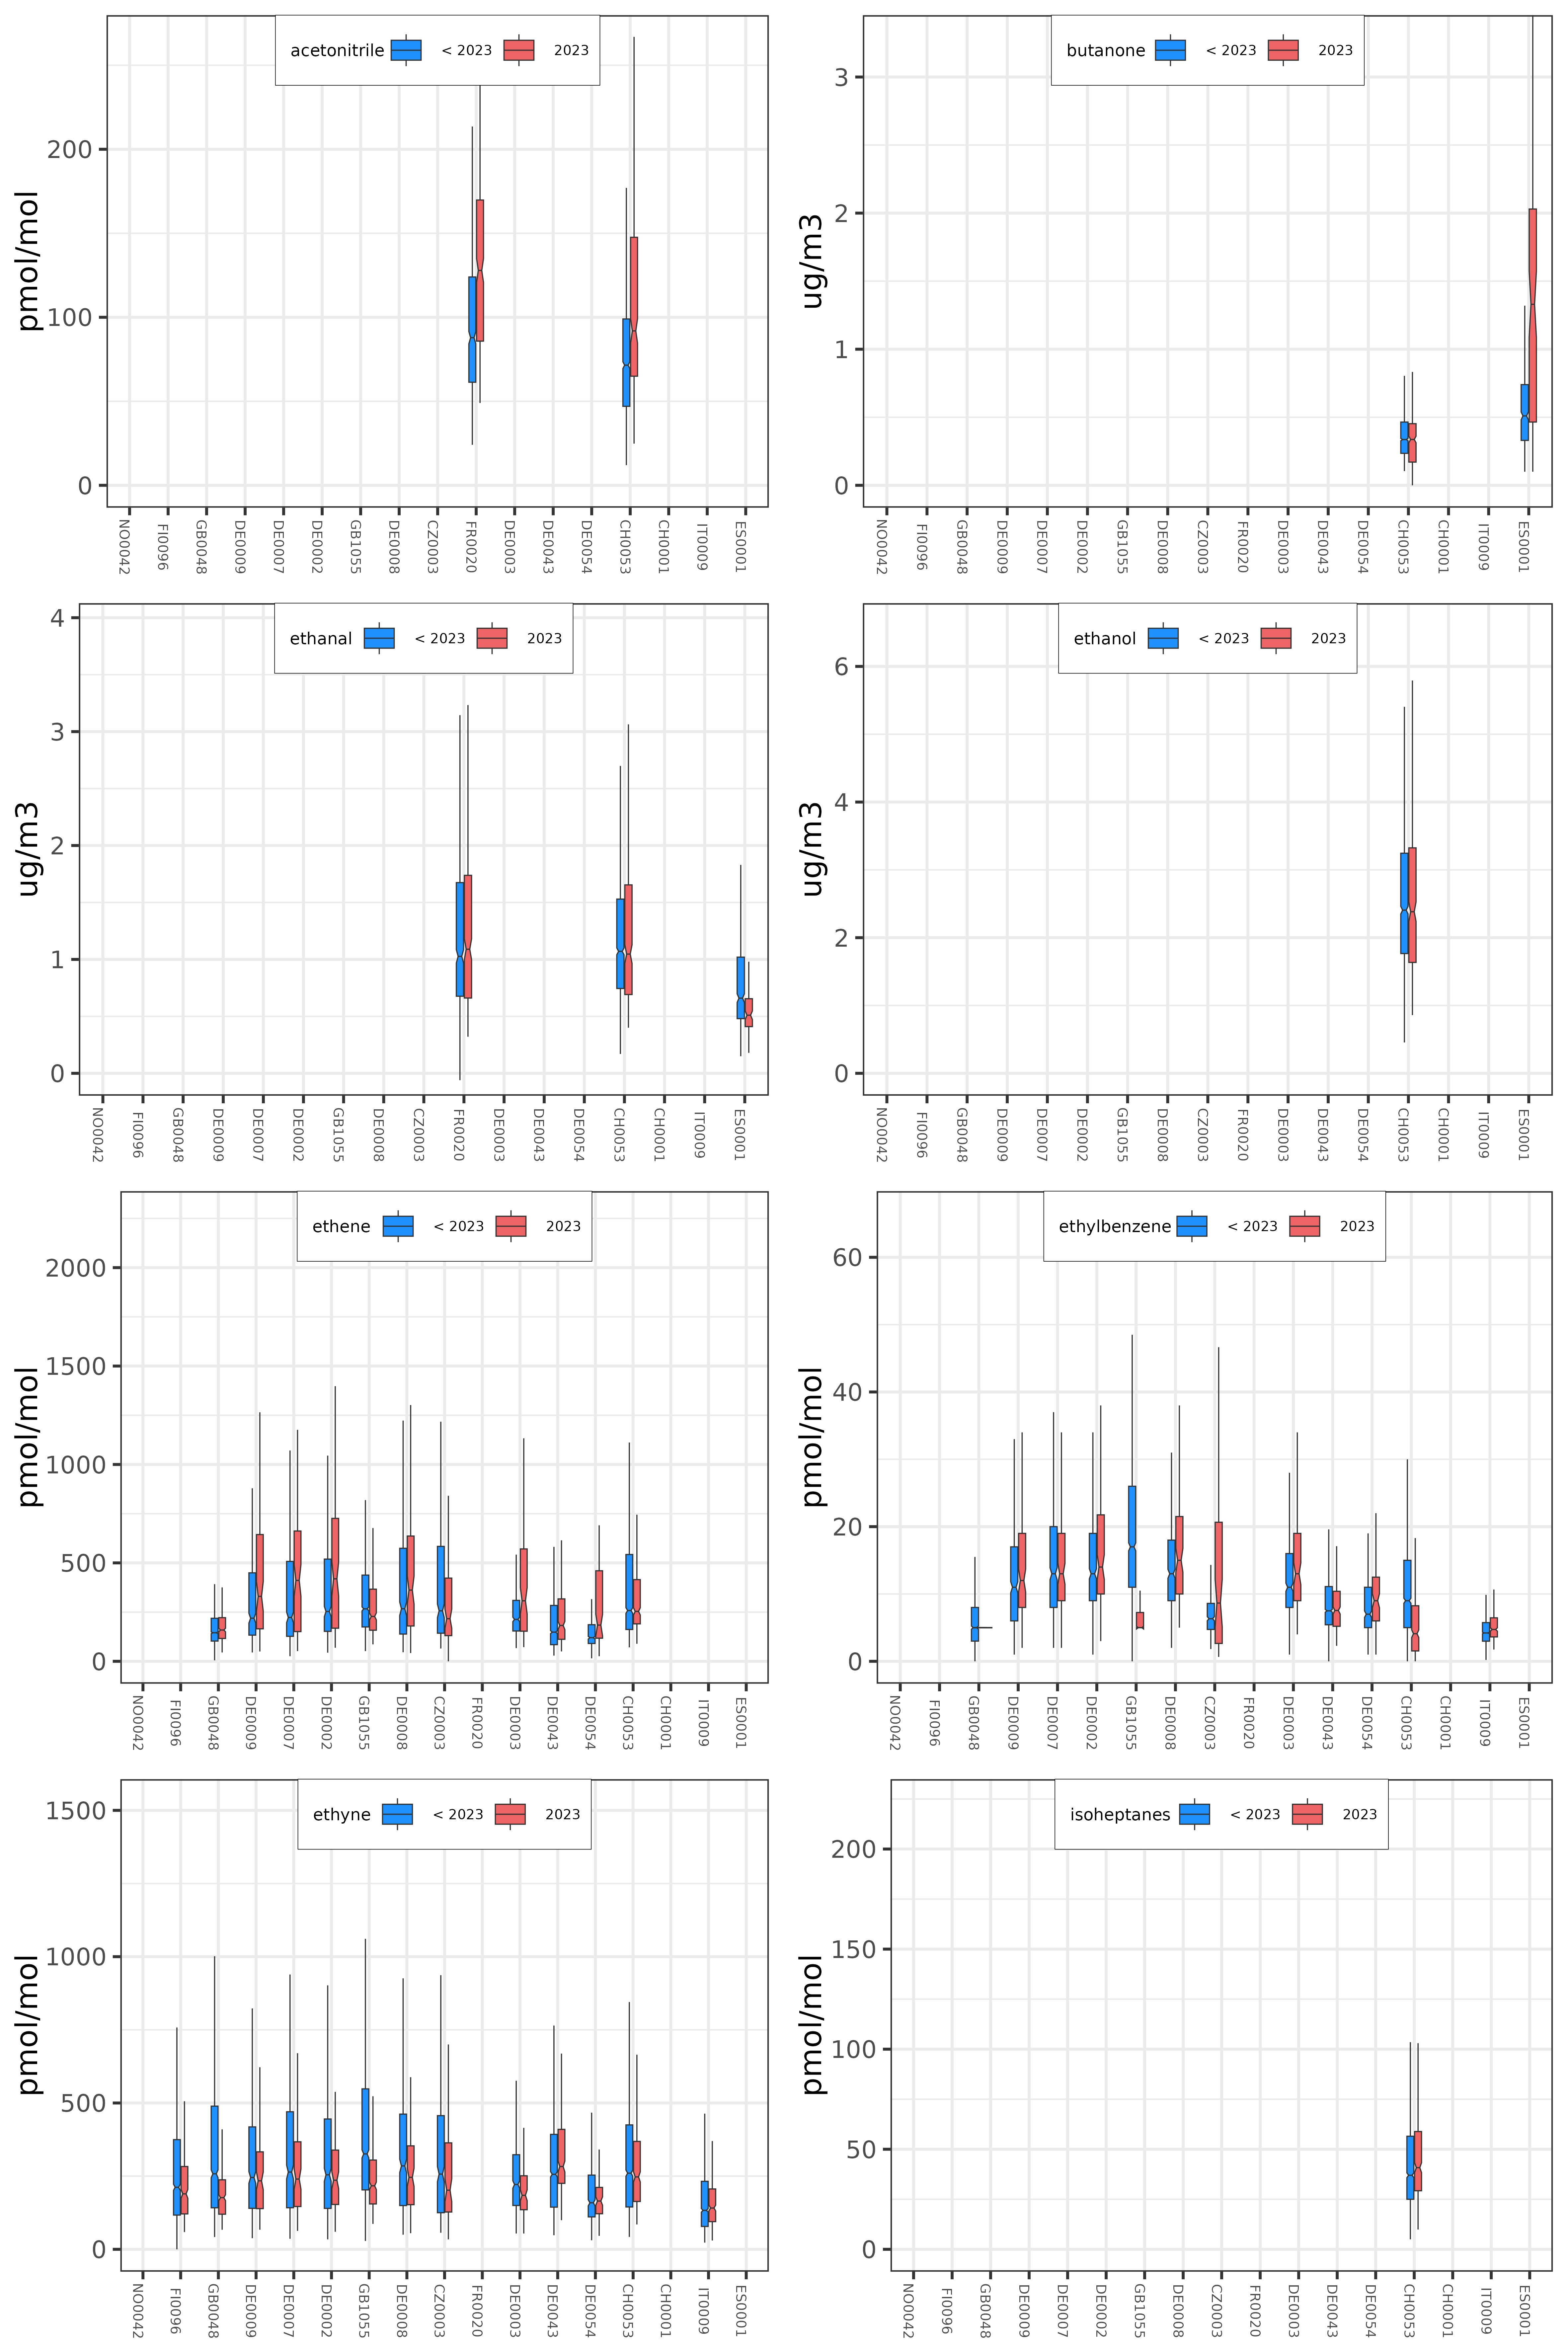 acetonitrile < 2023 2023
pmol/mol
200
100
0
NO0042 FI0096 GB0048 DE0009 DE0007 DE0002 GB1055 DE0008 CZ0003 FR0020 DE0003 DE0043 DE0054 CH0053 CH0001 IT0009 ES0001
butanone < 2023 2023
ug/m3
3
2
1
0
NO0042 FI0096 GB0048 DE0009 DE0007 DE0002 GB1055 DE0008 CZ0003 FR0020 DE0003 DE0043 DE0054 CH0053 CH0001 IT0009 ES0001
ethanal < 2023 2023
ug/m3
4
3
2
1
0
NO0042 FI0096 GB0048 DE0009 DE0007 DE0002 GB1055 DE0008 CZ0003 FR0020 DE0003 DE0043 DE0054 CH0053 CH0001 IT0009 ES0001
ethanol < 2023 2023
ug/m3
6
4
2
0
NO0042 FI0096 GB0048 DE0009 DE0007 DE0002 GB1055 DE0008 CZ0003 FR0020 DE0003 DE0043 DE0054 CH0053 CH0001 IT0009 ES0001
ethene < 2023 2023
pmol/mol
2000
1500
1000
500
0
NO0042 FI0096 GB0048 DE0009 DE0007 DE0002 GB1055 DE0008 CZ0003 FR0020 DE0003 DE0043 DE0054 CH0053 CH0001 IT0009 ES0001
ethylbenzene < 2023 2023
pmol/mol
60
40
20
0
NO0042 FI0096 GB0048 DE0009 DE0007 DE0002 GB1055 DE0008 CZ0003 FR0020 DE0003 DE0043 DE0054 CH0053 CH0001 IT0009 ES0001
ethyne < 2023 2023
pmol/mol
1500
1000
500
0
NO0042 FI0096 GB0048 DE0009 DE0007 DE0002 GB1055 DE0008 CZ0003 FR0020 DE0003 DE0043 DE0054 CH0053 CH0001 IT0009 ES0001
isoheptanes < 2023 2023
pmol/mol
200
150
100
50
0
NO0042 FI0096 GB0048 DE0009 DE0007 DE0002 GB1055 DE0008 CZ0003 FR0020 DE0003 DE0043 DE0054 CH0053 CH0001 IT0009 ES0001